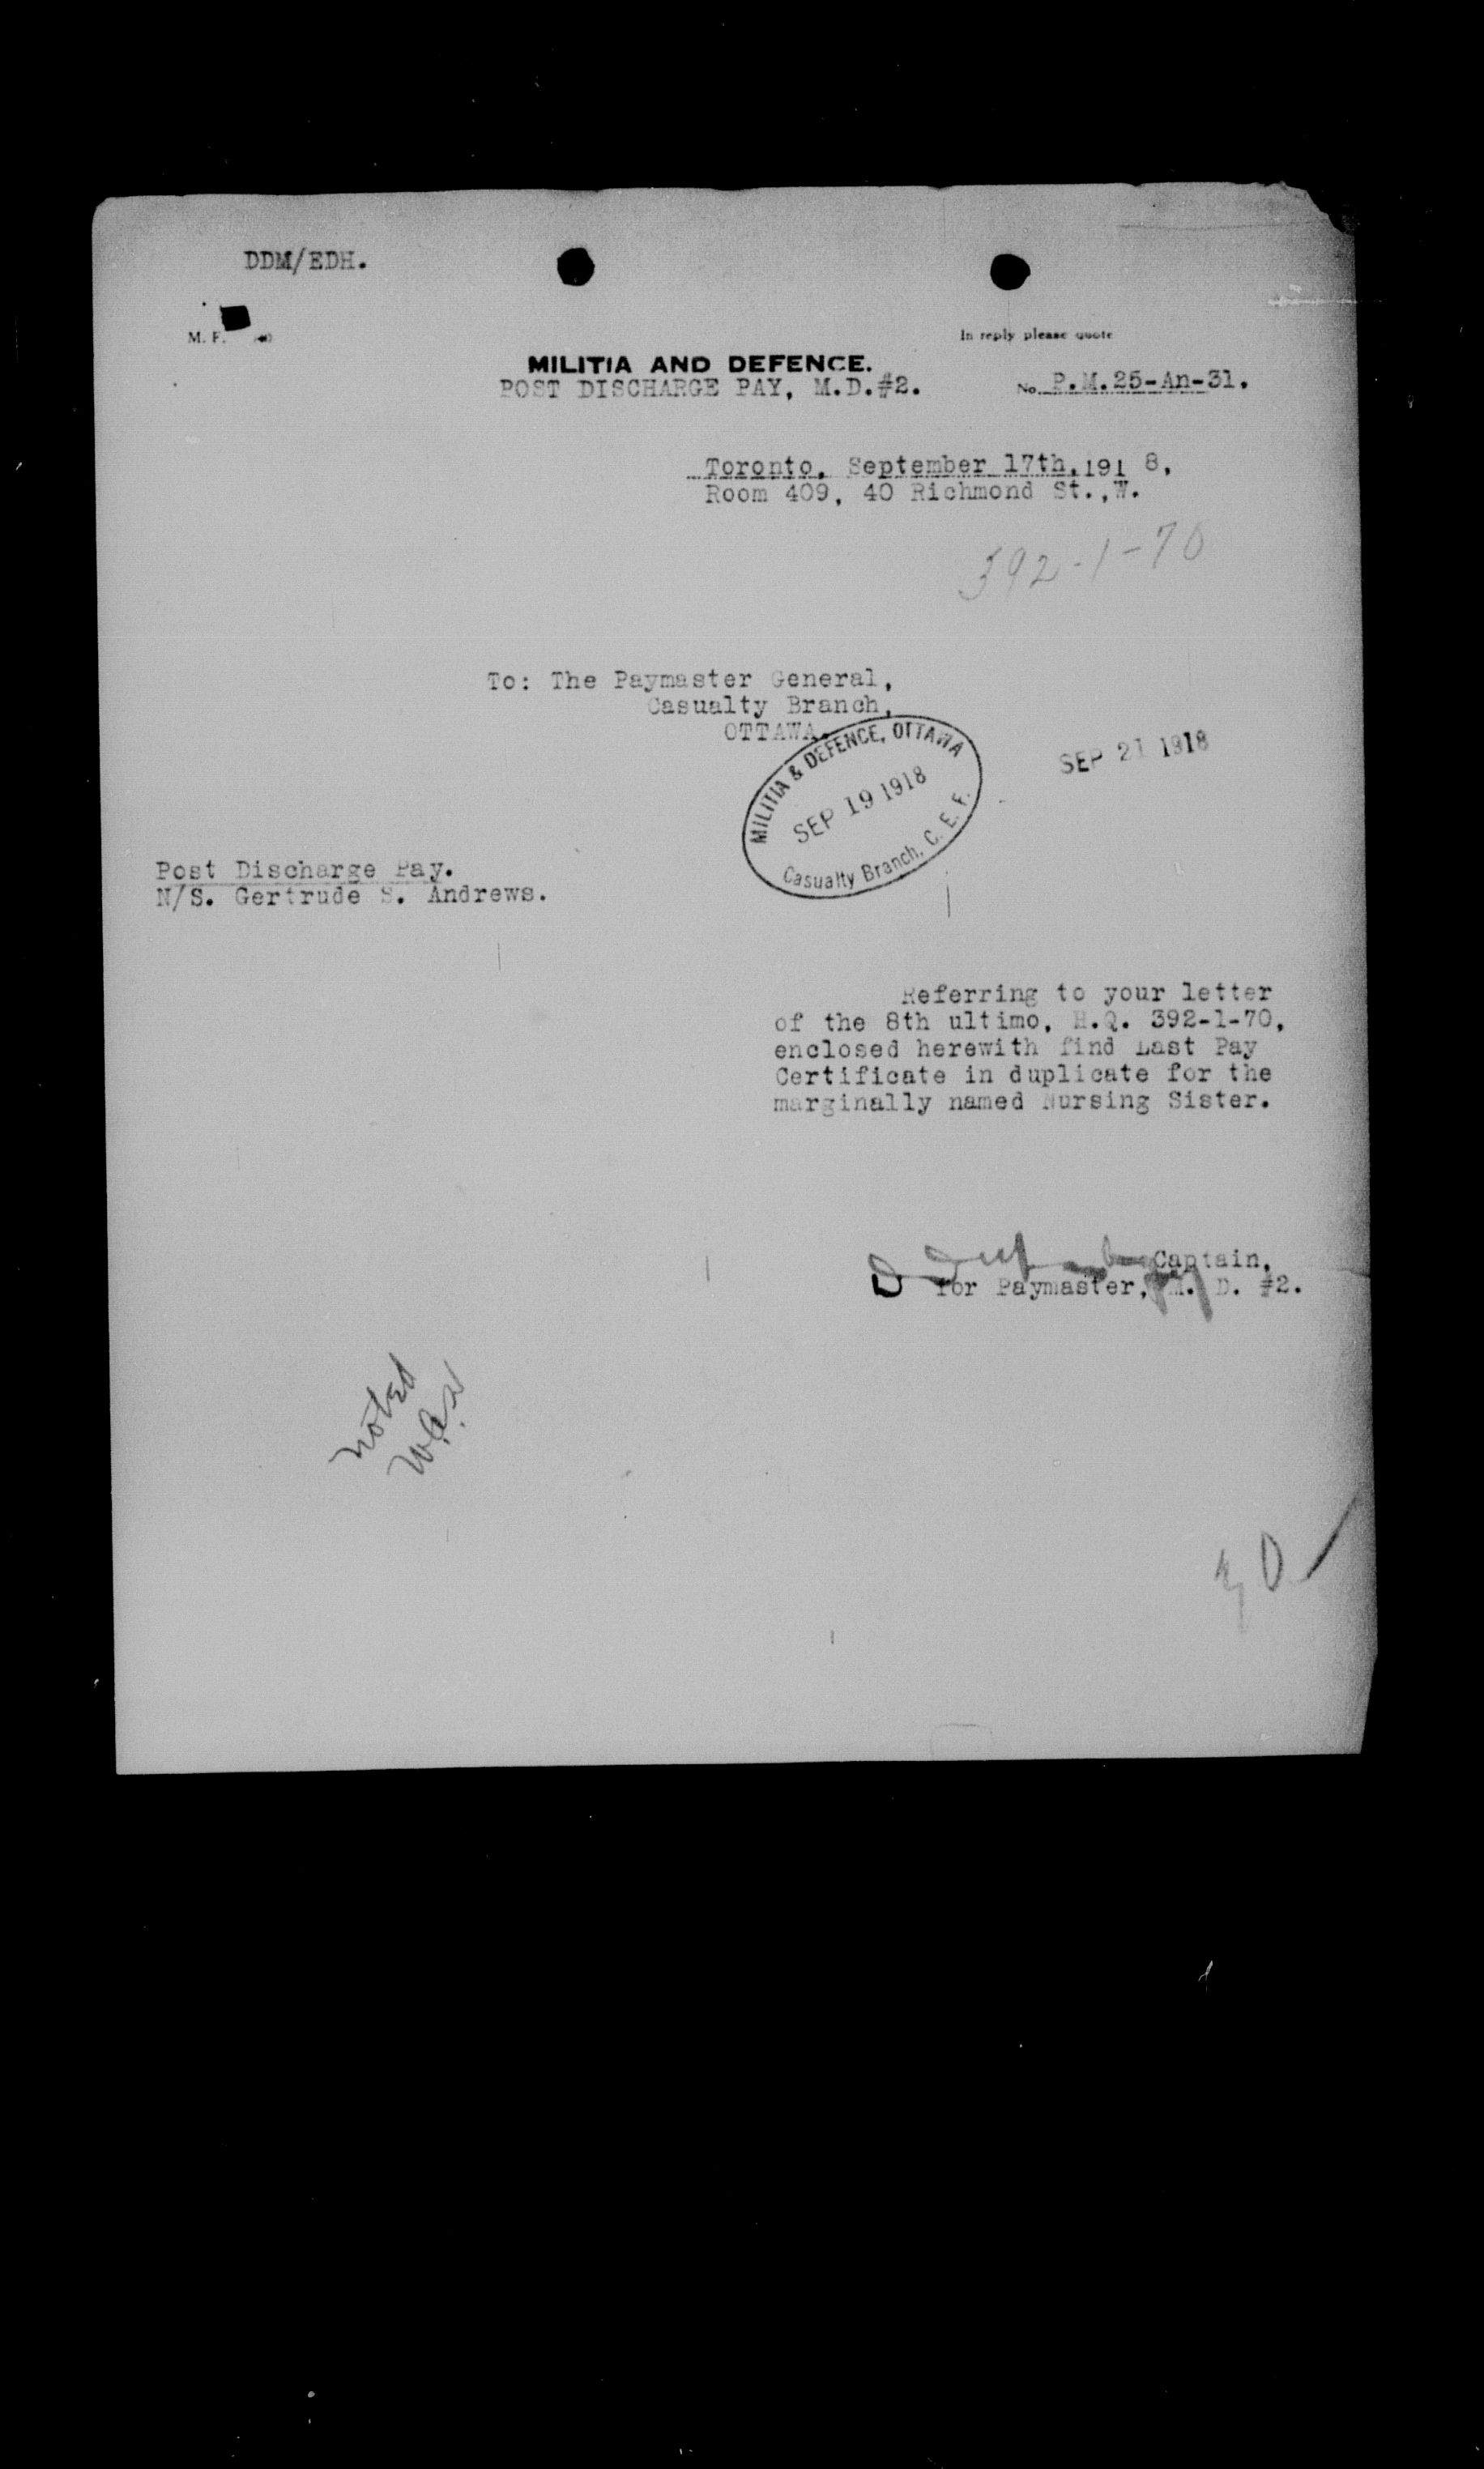 DDM/EDH.
M. F.
In reply please quote
MILITIA AND DEFENCE.
POST DISCHARGE PAY, M.D.#2.
No. P.M.25-An-31.
Toronto, September 17th, 191 8,
Room 409, 40 Richmond St.,W.
392-1-70
To: The Paymaster General,
Casualty Branch,
OTTAWA.
MILITIA & DEFENCE, OTTAWA
SEP 19 1918
Casualty Branch, C. E. F.
SEP 21 1918
Post Discharge Pay.
N/S. Gertrude S. Andrews.
Referring to your letter
of the 8th ultimo, H.Q. 392-1-70,
enclosed herewith find Last Pay
Certificate in duplicate for the
marginally named Nursing Sister.
Captain,
for Paymaster, M. D. #2.
noted